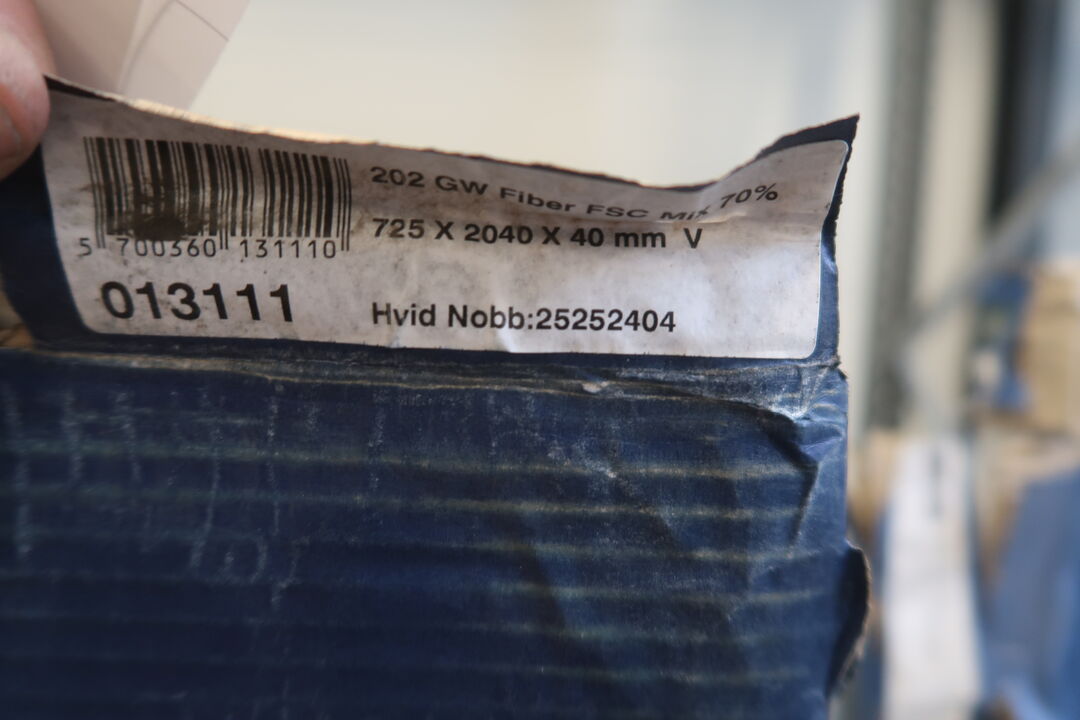 202 GW Fiber FSC Mix 70%
725 X 2040 X 40 mm V
5 700360 131110
013111
Hvid Nobb:25252404